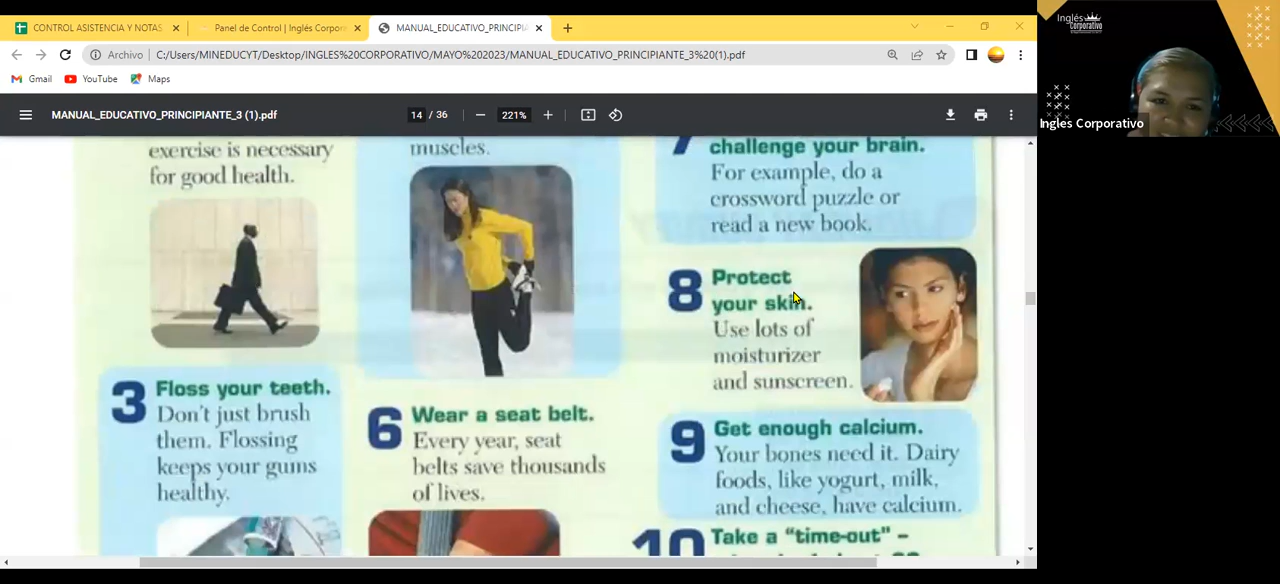 CONTROL ASISTENCIA Y NOTAS
Panel de Control | Inglés Corpor
MANUAL_EDUCATIVO_PRINCIPIANTE_
Archivo
C:/Users/MINEDUCYT/Desktop/INGLES%20CORPORATIVO/MAYO%202023/MANUAL_EDUCATIVO_PRINCIPIANTE_3%20(1).pdf
Gmail
YouTube
Maps
MANUAL_EDUCATIVO_PRINCIPIANTE_3 (1).pdf
14 / 36
221%
exercise is necessary
for good health.
3 Floss your teeth.
Don't just brush
them. Flossing
keeps your gums
healthy.
muscles.
6 Wear a seat belt.
Every year, seat
belts save thousands
of lives.
7 challenge your brain.
For example, do a
crossword puzzle or
read a new book.
8 Protect
your skin.
Use lots of
moisturizer
and sunscreen.
9 Get enough calcium.
Your bones need it. Dairy
foods, like yogurt, milk,
and cheese, have calcium.
10 Take a “time-out” –
Inglés
Corporativo
Ingles Corporativo